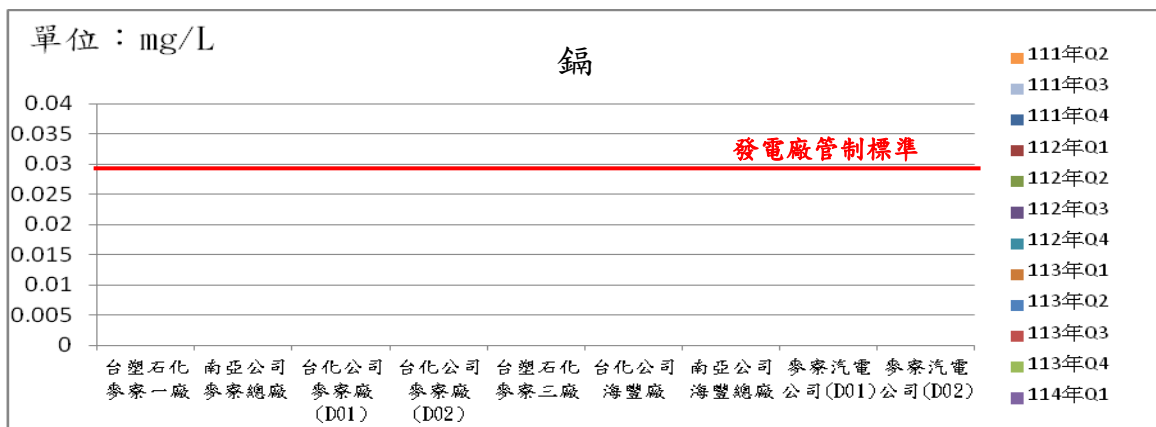 單位：mg/L
鎘
0.04
0.035
0.03
0.025
0.02
0.015
0.01
0.005
0
發電廠管制標準
台塑石化
麥寮一廠
南亞公司
麥寮總廠
台化公司
麥寮廠
(D01)
台化公司
麥寮廠
(D02)
台塑石化
麥寮三廠
台化公司
海豐廠
南亞公司
海豐總廠
麥寮汽電
公司(D01)
麥寮汽電
公司(D02)
111年Q2
111年Q3
111年Q4
112年Q1
112年Q2
112年Q3
112年Q4
113年Q1
113年Q2
113年Q3
113年Q4
114年Q1